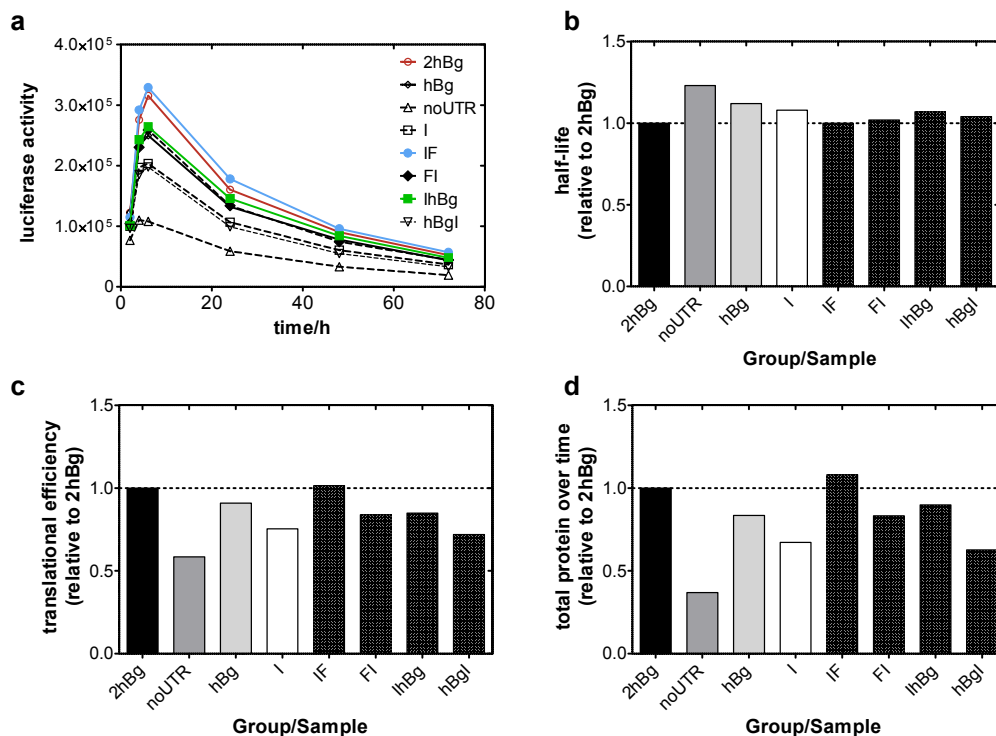 a
4.0×10⁵
3.0×10⁵
2.0×10⁵
1.0×10⁵
0
luciferase activity
0 20 40 60 80
time/h
2hBg
hBg
noUTR
I
IF
FI
IhBg
hBgI
b
1.5
1.0
0.5
0.0
half-life
(relative to 2hBg)
2hBg noUTR hBg I IF FI IhBg hBgI
Group/Sample
c
1.5
1.0
0.5
0.0
translational efficiency
(relative to 2hBg)
2hBg noUTR hBg I IF FI IhBg hBgI
Group/Sample
d
1.5
1.0
0.5
0.0
total protein over time
(relative to 2hBg)
2hBg noUTR hBg I IF FI IhBg hBgI
Group/Sample